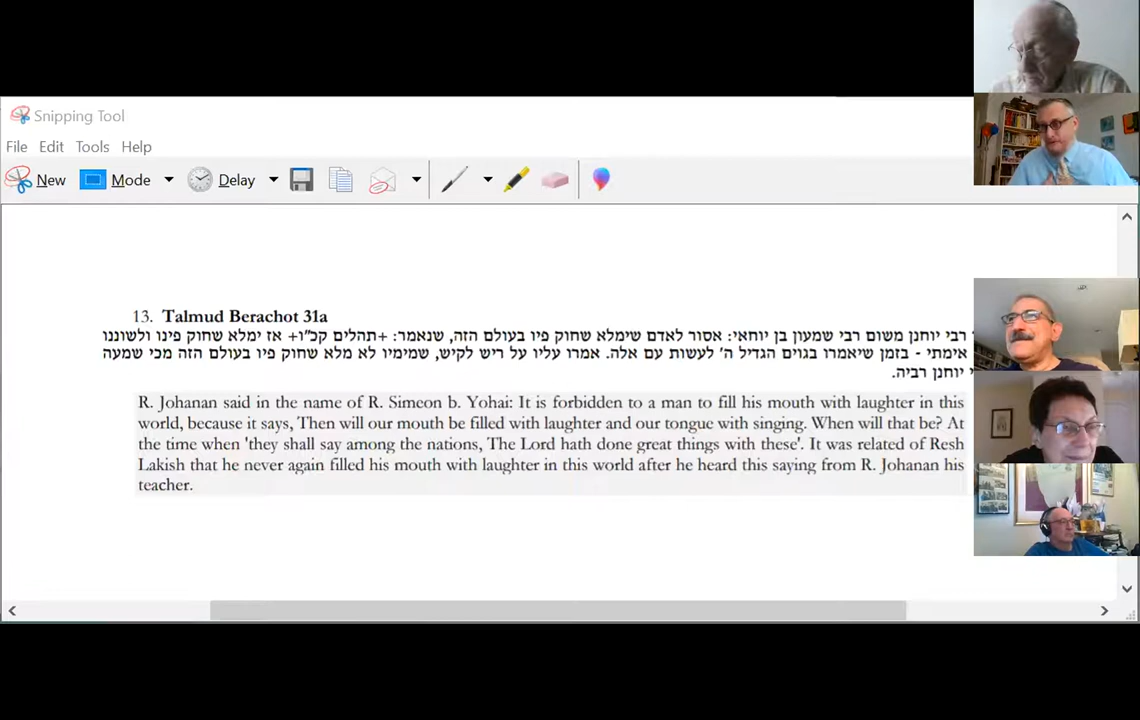 Snipping Tool
File Edit Tools Help
New Mode Delay
13. Talmud Berachot 31a
רבי יוחנן משום רבי שמעון בן יוחאי: אסור לאדם שימלא שחוק פיו בעולם הזה, שנאמר: +תהלים קכ"ו+ אז ימלא שחוק פינו ולשוננו
אימתי - בזמן שיאמרו בגוים הגדיל ה' לעשות עם אלה. אמרו עליו על ריש לקיש, שמימיו לא מלא שחוק פיו בעולם הזה מכי שמעה
יוחנן רביה.
R. Johanan said in the name of R. Simeon b. Yohai: It is forbidden to a man to fill his mouth with laughter in this
world, because it says, Then will our mouth be filled with laughter and our tongue with singing. When will that be? At
the time when 'they shall say among the nations, The Lord hath done great things with these'. It was related of Resh
Lakish that he never again filled his mouth with laughter in this world after he heard this saying from R. Johanan his
teacher.